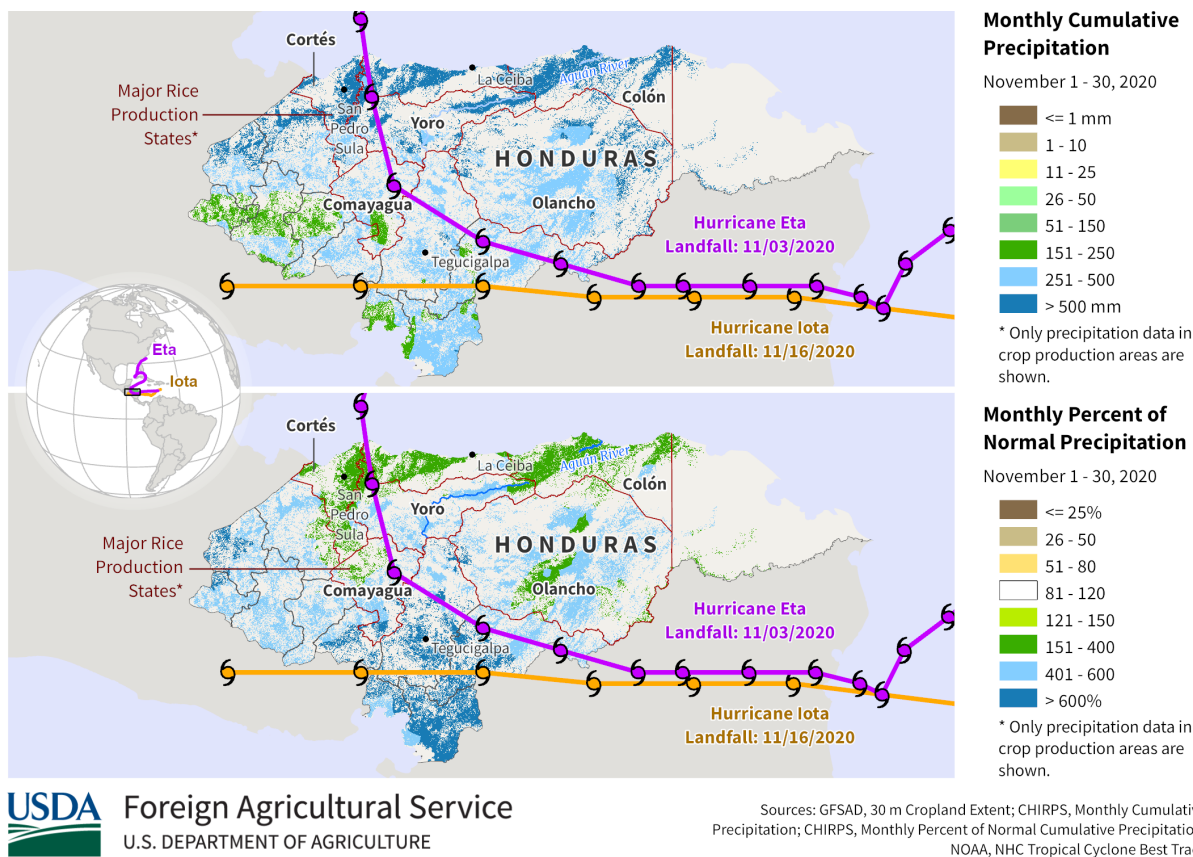 Cortés
Major Rice
Production
States*
San
Pedro
Sula
La Ceiba
Aguán River
Colón
Yoro
HONDURAS
Comayagua
Olancho
Tegucigalpa
Hurricane Eta
Landfall: 11/03/2020
Hurricane Iota
Landfall: 11/16/2020
Eta
Iota
Monthly Cumulative
Precipitation
November 1 - 30, 2020
<= 1 mm
1 - 10
11 - 25
26 - 50
51 - 150
151 - 250
251 - 500
> 500 mm
* Only precipitation data in
crop production areas are
shown.
Cortés
La Ceiba
Aguán River
Colón
San
Pedro
Sula
Yoro
HONDURAS
Major Rice
Production
States*
Comayagua
Olancho
Tegucigalpa
Hurricane Eta
Landfall: 11/03/2020
Hurricane Iota
Landfall: 11/16/2020
Monthly Percent of
Normal Precipitation
November 1 - 30, 2020
<= 25%
26 - 50
51 - 80
81 - 120
121 - 150
151 - 400
401 - 600
> 600%
* Only precipitation data in
crop production areas are
shown.
USDA
Foreign Agricultural Service
U.S. DEPARTMENT OF AGRICULTURE
Sources: GFSAD, 30 m Cropland Extent; CHIRPS, Monthly Cumulativ
Precipitation; CHIRPS, Monthly Percent of Normal Cumulative Precipitatio
NOAA, NHC Tropical Cyclone Best Tra